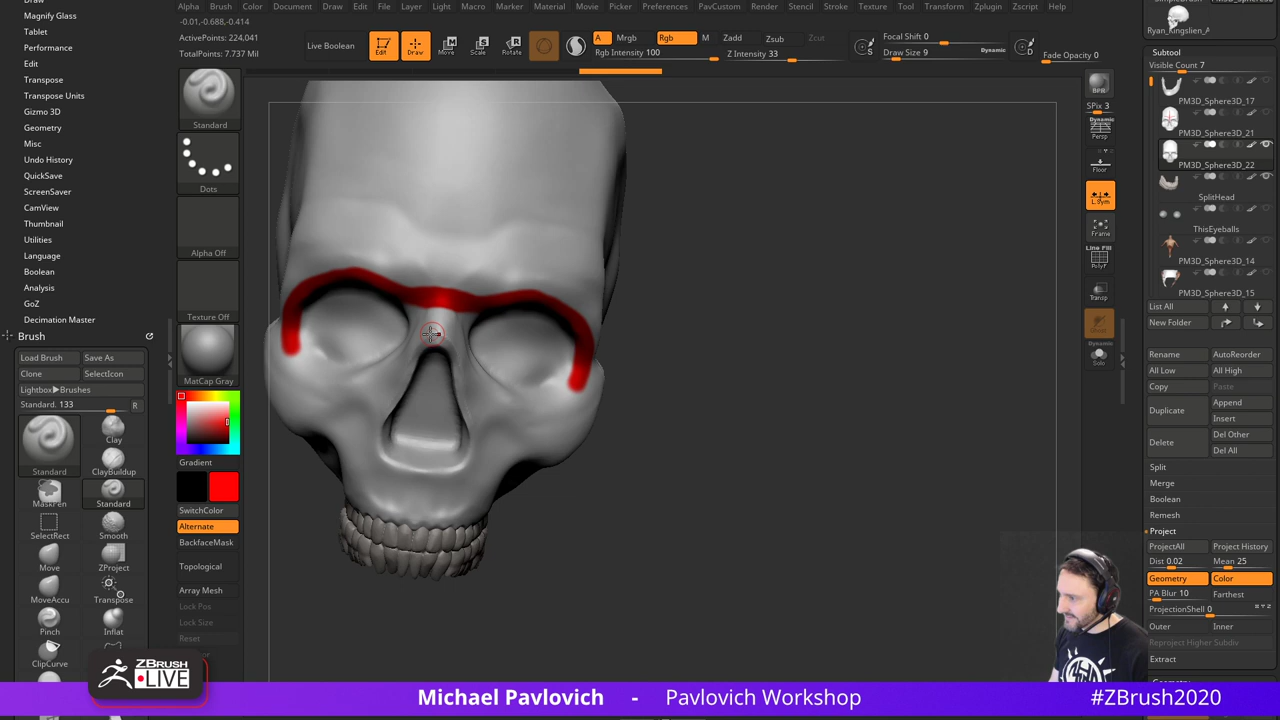 Alpha Brush Color Document Draw Edit File Layer Light Macro Marker Material Movie Picker Preferences PavCustom Render Stencil Stroke Texture Tool Transform Zplugin Zscript Help
-0.01,-0.688,-0.414
ActivePoints: 224,041
TotalPoints: 7.737 Mil
Live Boolean
Edit
Draw
Move
Scale
Rotate
A Mrgb Rgb M Zadd Zsub Zcut
Rgb Intensity 100
Z Intensity 33
S
Focal Shift 0
Draw Size 9
Dynamic
D
Fade Opacity 0
Magnify Glass
Tablet
Performance
Edit
Transpose
Transpose Units
Gizmo 3D
Geometry
Misc
Undo History
QuickSave
ScreenSaver
CamView
Thumbnail
Utilities
Language
Boolean
Analysis
GoZ
Decimation Master
Brush
Load Brush Save As
Clone SelectIcon
Lightbox▶Brushes
Standard. 133 R
Standard
Clay
ClayBuildup
MaskPen
Standard
SelectRect
Smooth
Move
ZProject
MoveAccu
Transpose
Pinch
Inflat
ClipCurve
Standard
Dots
Alpha Off
Texture Off
MatCap Gray
Gradient
SwitchColor
Alternate
BackfaceMask
Topological
Array Mesh
Lock Pos
Lock Size
Reset
BPR
SPix 3
Dynamic
Persp
Floor
L.Sym
Frame
Line Fill
PolyF
Transp
Dynamic
Solo
Ryan_Kingslien_A
Subtool
Visible Count 7
PM3D_Sphere3D_17
PM3D_Sphere3D_21
PM3D_Sphere3D_22
SplitHead
ThisEyeballs
PM3D_Sphere3D_14
PM3D_Sphere3D_15
List All
New Folder
Rename AutoReorder
All Low All High
Copy Paste
Duplicate Append
Insert
Delete Del Other
Del All
Split
Merge
Boolean
Remesh
Project
ProjectAll Project History
Dist 0.02 Mean 25
Geometry Color
PA Blur 10 Farthest
ProjectionShell 0
Outer Inner
Reproject Higher Subdiv
Extract
ZBRUSH
LIVE
Michael Pavlovich - Pavlovich Workshop #ZBrush2020